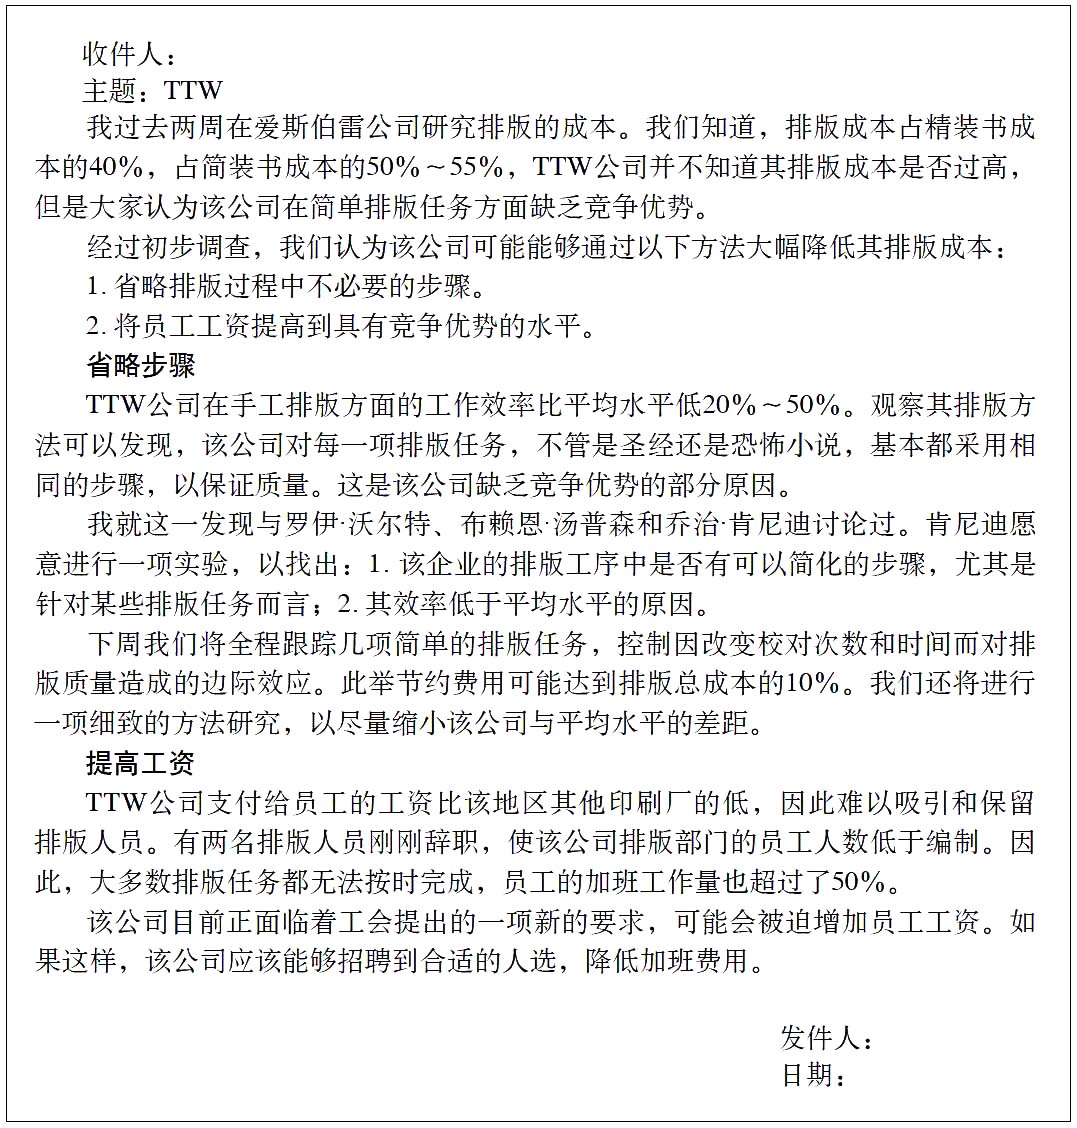 收件人：
主题：TTW
我过去两周在爱斯伯雷公司研究排版的成本。我们知道，排版成本占精装书成
本的40%，占简装书成本的50%～55%，TTW公司并不知道其排版成本是否过高，
但是大家认为该公司在简单排版任务方面缺乏竞争优势。
经过初步调查，我们认为该公司可能能够通过以下方法大幅降低其排版成本：
1. 省略排版过程中不必要的步骤。
2. 将员工工资提高到具有竞争优势的水平。
省略步骤
TTW公司在手工排版方面的工作效率比平均水平低20%～50%。观察其排版方
法可以发现，该公司对每一项排版任务，不管是圣经还是恐怖小说，基本都采用相
同的步骤，以保证质量。这是该公司缺乏竞争优势的部分原因。
我就这一发现与罗伊·沃尔特、布赖恩·汤普森和乔治·肯尼迪讨论过。肯尼迪愿
意进行一项实验，以找出：1. 该企业的排版工序中是否有可以简化的步骤，尤其是
针对某些排版任务而言；2. 其效率低于平均水平的原因。
下周我们将全程跟踪几项简单的排版任务，控制因改变校对次数和时间而对排
版质量造成的边际效应。此举节约费用可能达到排版总成本的10%。我们还将进行
一项细致的方法研究，以尽量缩小该公司与平均水平的差距。
提高工资
TTW公司支付给员工的工资比该地区其他印刷厂的低，因此难以吸引和保留
排版人员。有两名排版人员刚刚辞职，使该公司排版部门的员工人数低于编制。因
此，大多数排版任务都无法按时完成，员工的加班工作量也超过了50%。
该公司目前正面临着工会提出的一项新的要求，可能会被迫增加员工工资。如
果这样，该公司应该能够招聘到合适的人选，降低加班费用。
发件人：
日期：